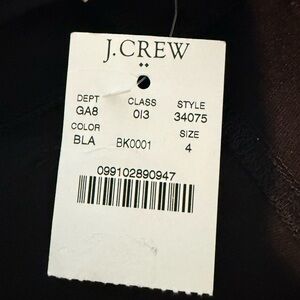 J.CREW
DEPT CLASS STYLE
GA8 013 34075
COLOR SIZE
BLA BK0001 4
099102890947